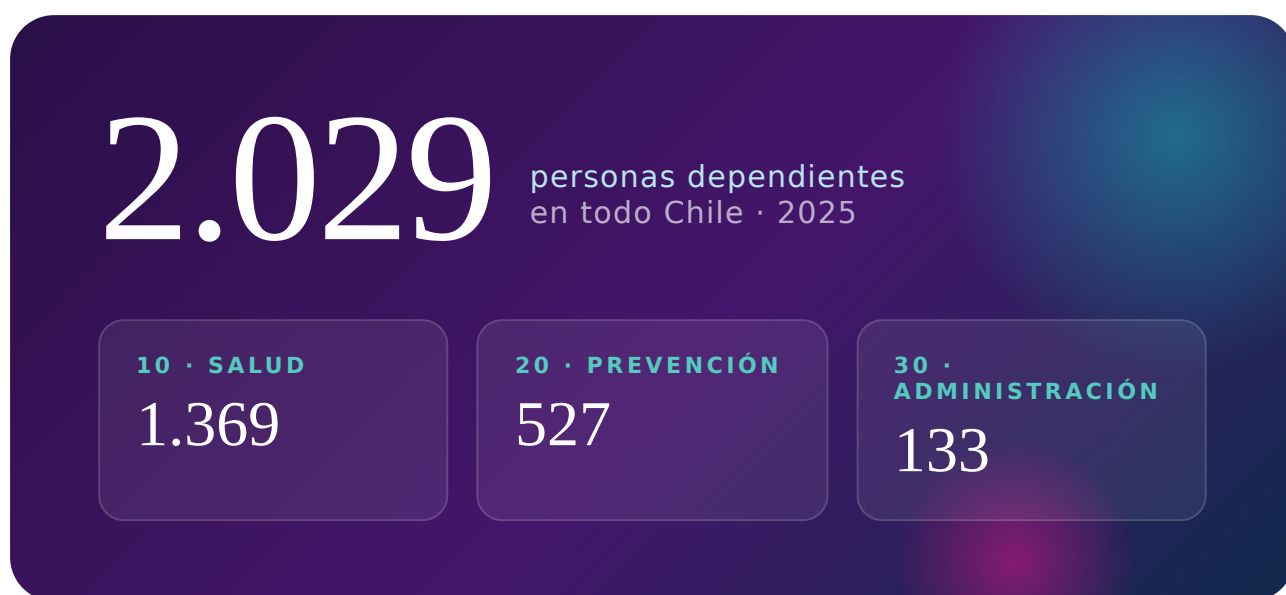 2.029
personas dependientes
en todo Chile · 2025
10 · SALUD
1.369
20 · PREVENCIÓN
527
30 ·
ADMINISTRACIÓN
133